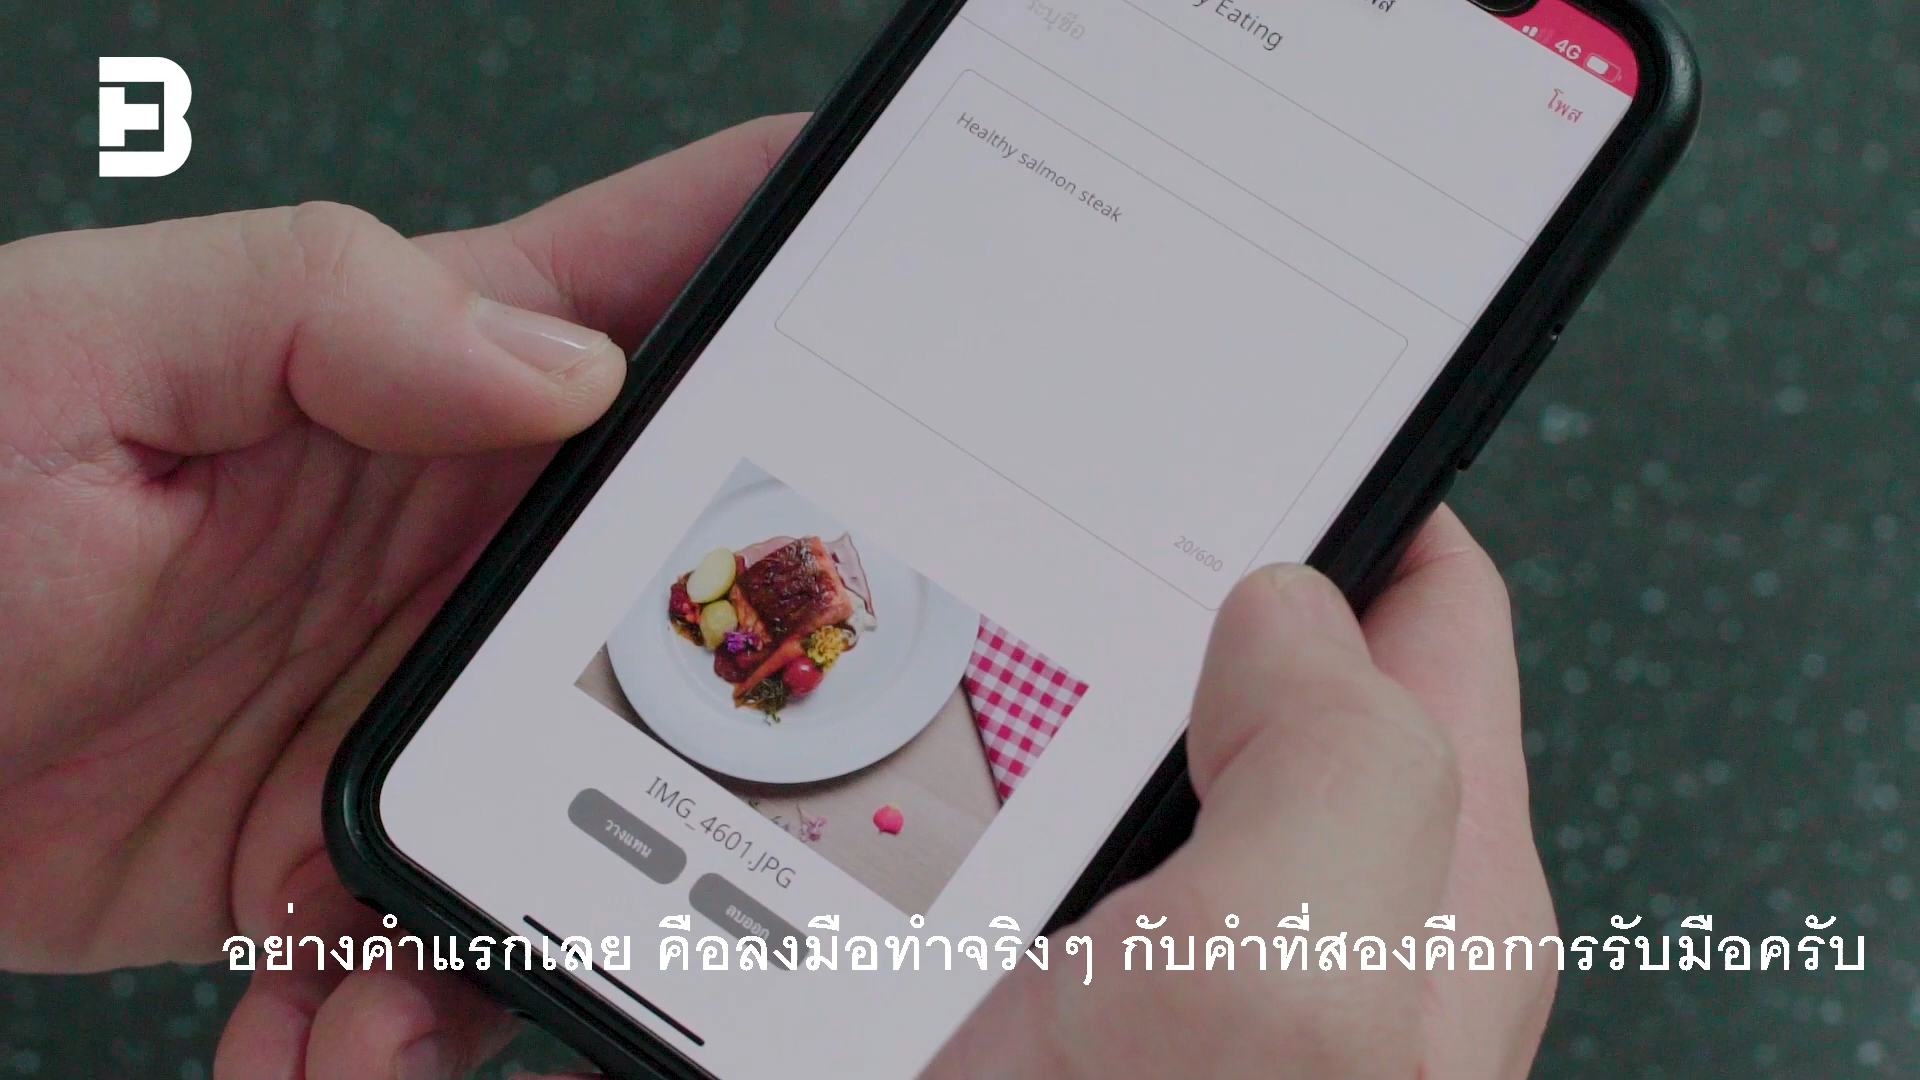 4G
โพส
y Eating
ระบุชื่อ
Healthy salmon steak
20/600
IMG_4601.JPG
วางแทน
ลบออก
อย่างคำแรกเลย คือลงมือทำจริงๆ กับคำที่สองคือการรับมือครับ